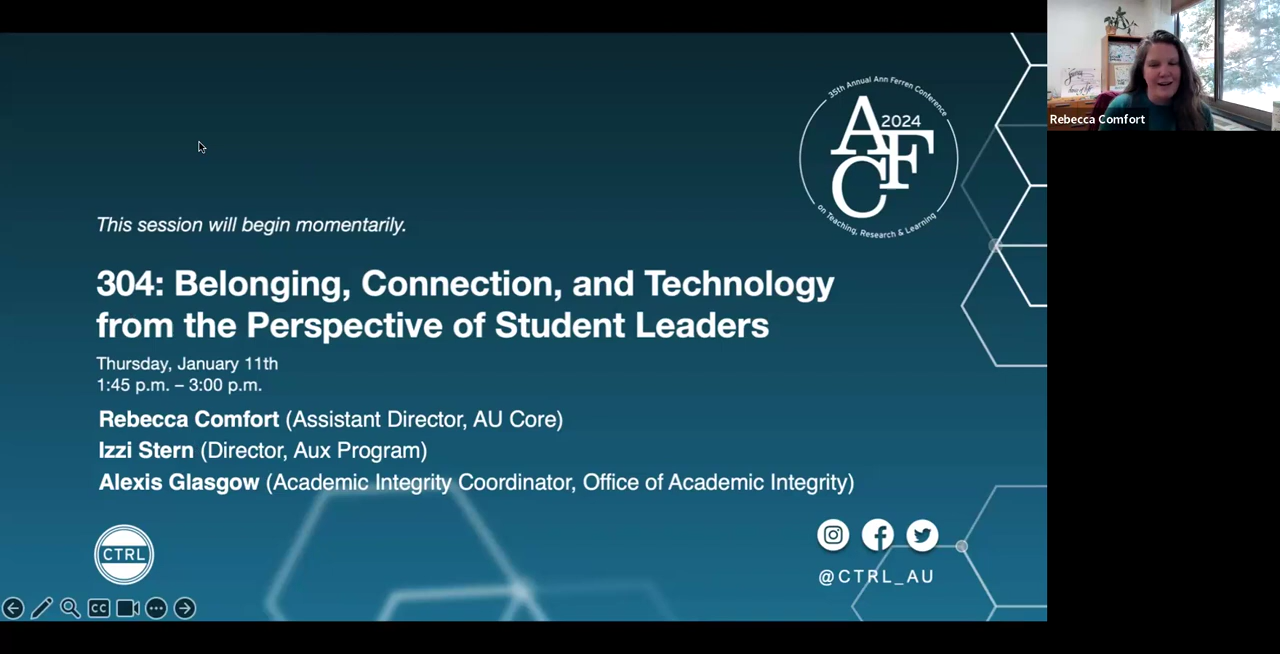 35th Annual Ann Ferren Conference
2024
AFC
on Teaching, Research & Learning
Rebecca Comfort
This session will begin momentarily.
304: Belonging, Connection, and Technology
from the Perspective of Student Leaders
Thursday, January 11th
1:45 p.m. – 3:00 p.m.
Rebecca Comfort (Assistant Director, AU Core)
Izzi Stern (Director, Aux Program)
Alexis Glasgow (Academic Integrity Coordinator, Office of Academic Integrity)
CTRL
@CTRL_AU
CC